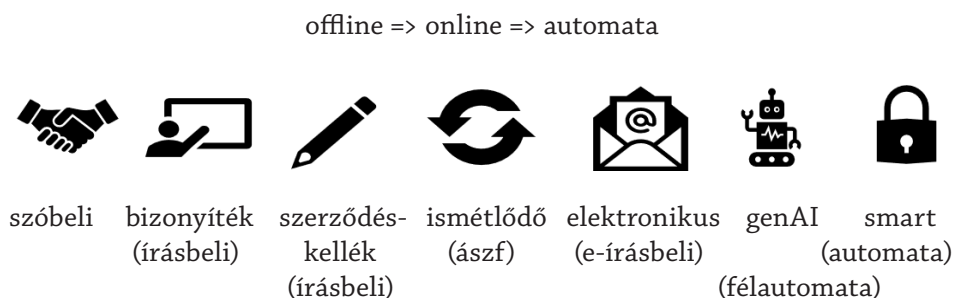 offline => online => automata
@
szóbeli bizonyíték szerződés- ismétlődő elektronikus genAI smart
(írásbeli) kellék (ászf) (e-írásbeli) (automata)
(írásbeli) (félautomata)